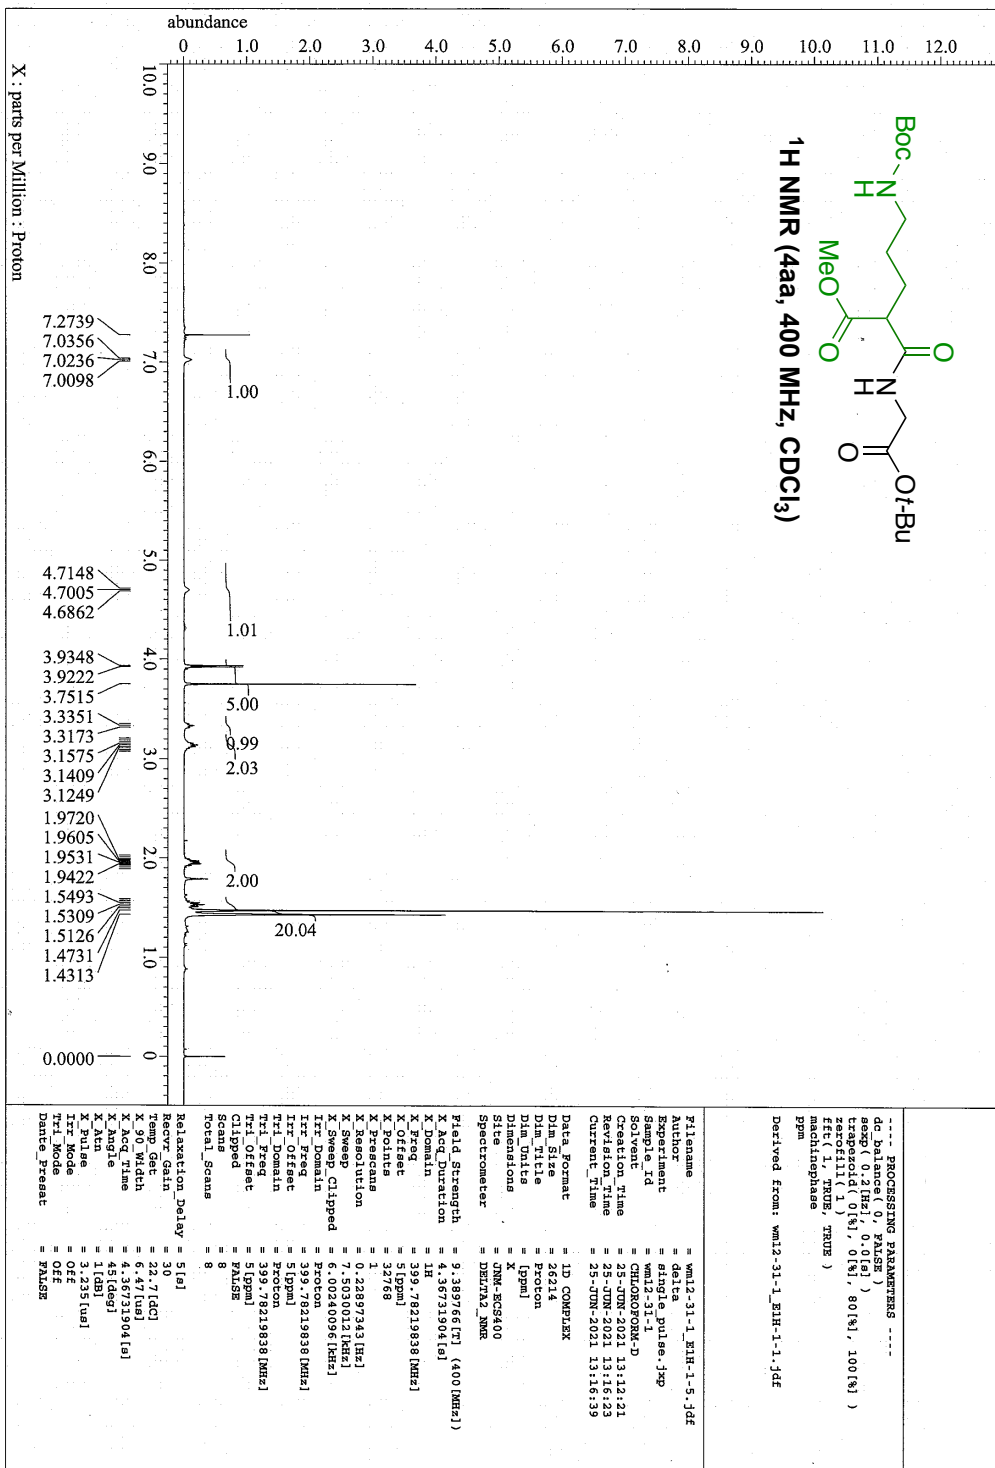 abundance
0 1.0 2.0 3.0 4.0 5.0 6.0 7.0 8.0 9.0 10.0 11.0 12.0
Boc
N
H
MeO
O
O
N
H
O
Ot-Bu
¹H NMR (4aa, 400 MHz, CDCl₃)
10.0 9.0 8.0 7.0 6.0 5.0 4.0 3.0 2.0 1.0 0
1.00
1.01
5.00
0.99
2.03
2.00
20.04
7.2739
7.0356
7.0236
7.0098
4.7148
4.7005
4.6862
3.9348
3.9222
3.7515
3.3351
3.3173
3.1575
3.1409
3.1249
1.9720
1.9605
1.9531
1.9422
1.5493
1.5309
1.5126
1.4731
1.4313
0.0000
X : parts per Million : Proton
---- PROCESSING PARAMETERS ----
dc_balance( 0, FALSE )
sexp( 0.2[Hz], 0.0[s] )
trapezoid( 0[%], 0[%], 80[%], 100[%] )
zerofill( 1 )
fft( 1, TRUE, TRUE )
machinephase
ppm
Derived from: wml2-31-1_E1H-1-1.jdf
Filename = wml2-31-1_E1H-1-5.jdf
Author = delta
Experiment = single_pulse.jxp
Sample_Id = wml2-31-1
Solvent = CHLOROFORM-D
Creation_Time = 25-JUN-2021 13:12:21
Revision_Time = 25-JUN-2021 13:16:23
Current_Time = 25-JUN-2021 13:16:39
Data_Format = 1D COMPLEX
Dim_Size = 26214
Dim_Title = Proton
Dim_Units = [ppm]
Dimensions = X
Site = JNM-ECS400
Spectrometer = DELTA2_NMR
Field_Strength = 9.389766[T] (400[MHz])
X_Acq_Duration = 4.36731904[s]
X_Domain = 1H
X_Freq = 399.78219838[MHz]
X_Offset = 5[ppm]
X_Points = 32768
X_Prescans = 1
X_Resolution = 0.22897343[Hz]
X_Sweep = 7.5030012[kHz]
X_Sweep_Clipped = 6.00240096[kHz]
Irr_Domain = Proton
Irr_Freq = 399.78219838[MHz]
Irr_Offset = 5[ppm]
Tri_Domain = Proton
Tri_Freq = 399.78219838[MHz]
Tri_Offset = 5[ppm]
Clipped = FALSE
Scans = 8
Total_Scans = 8
Relaxation_Delay = 5[s]
Recvr_Gain = 30
Temp_Get = 22.7[dC]
X_90_Width = 6.47[us]
X_Acq_Time = 4.36731904[s]
X_Angle = 45[deg]
X_Atn = 1[dB]
X_Pulse = 3.235[us]
Irr_Mode = Off
Tri_Mode = Off
Dante_Presat = FALSE